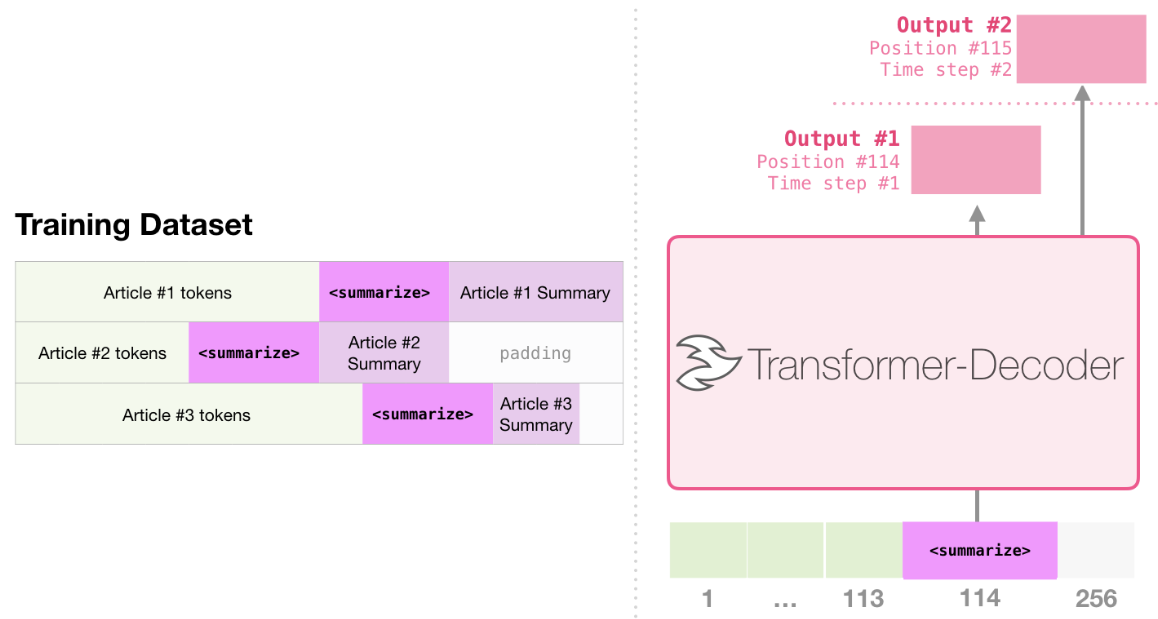 Training Dataset
Article #1 tokens
<summarize>
Article #1 Summary
Article #2 tokens
<summarize>
Article #2
Summary
padding
Article #3 tokens
<summarize>
Article #3
Summary
Output #2
Position #115
Time step #2
Output #1
Position #114
Time step #1
Transformer-Decoder
<summarize>
1
...
113
114
256